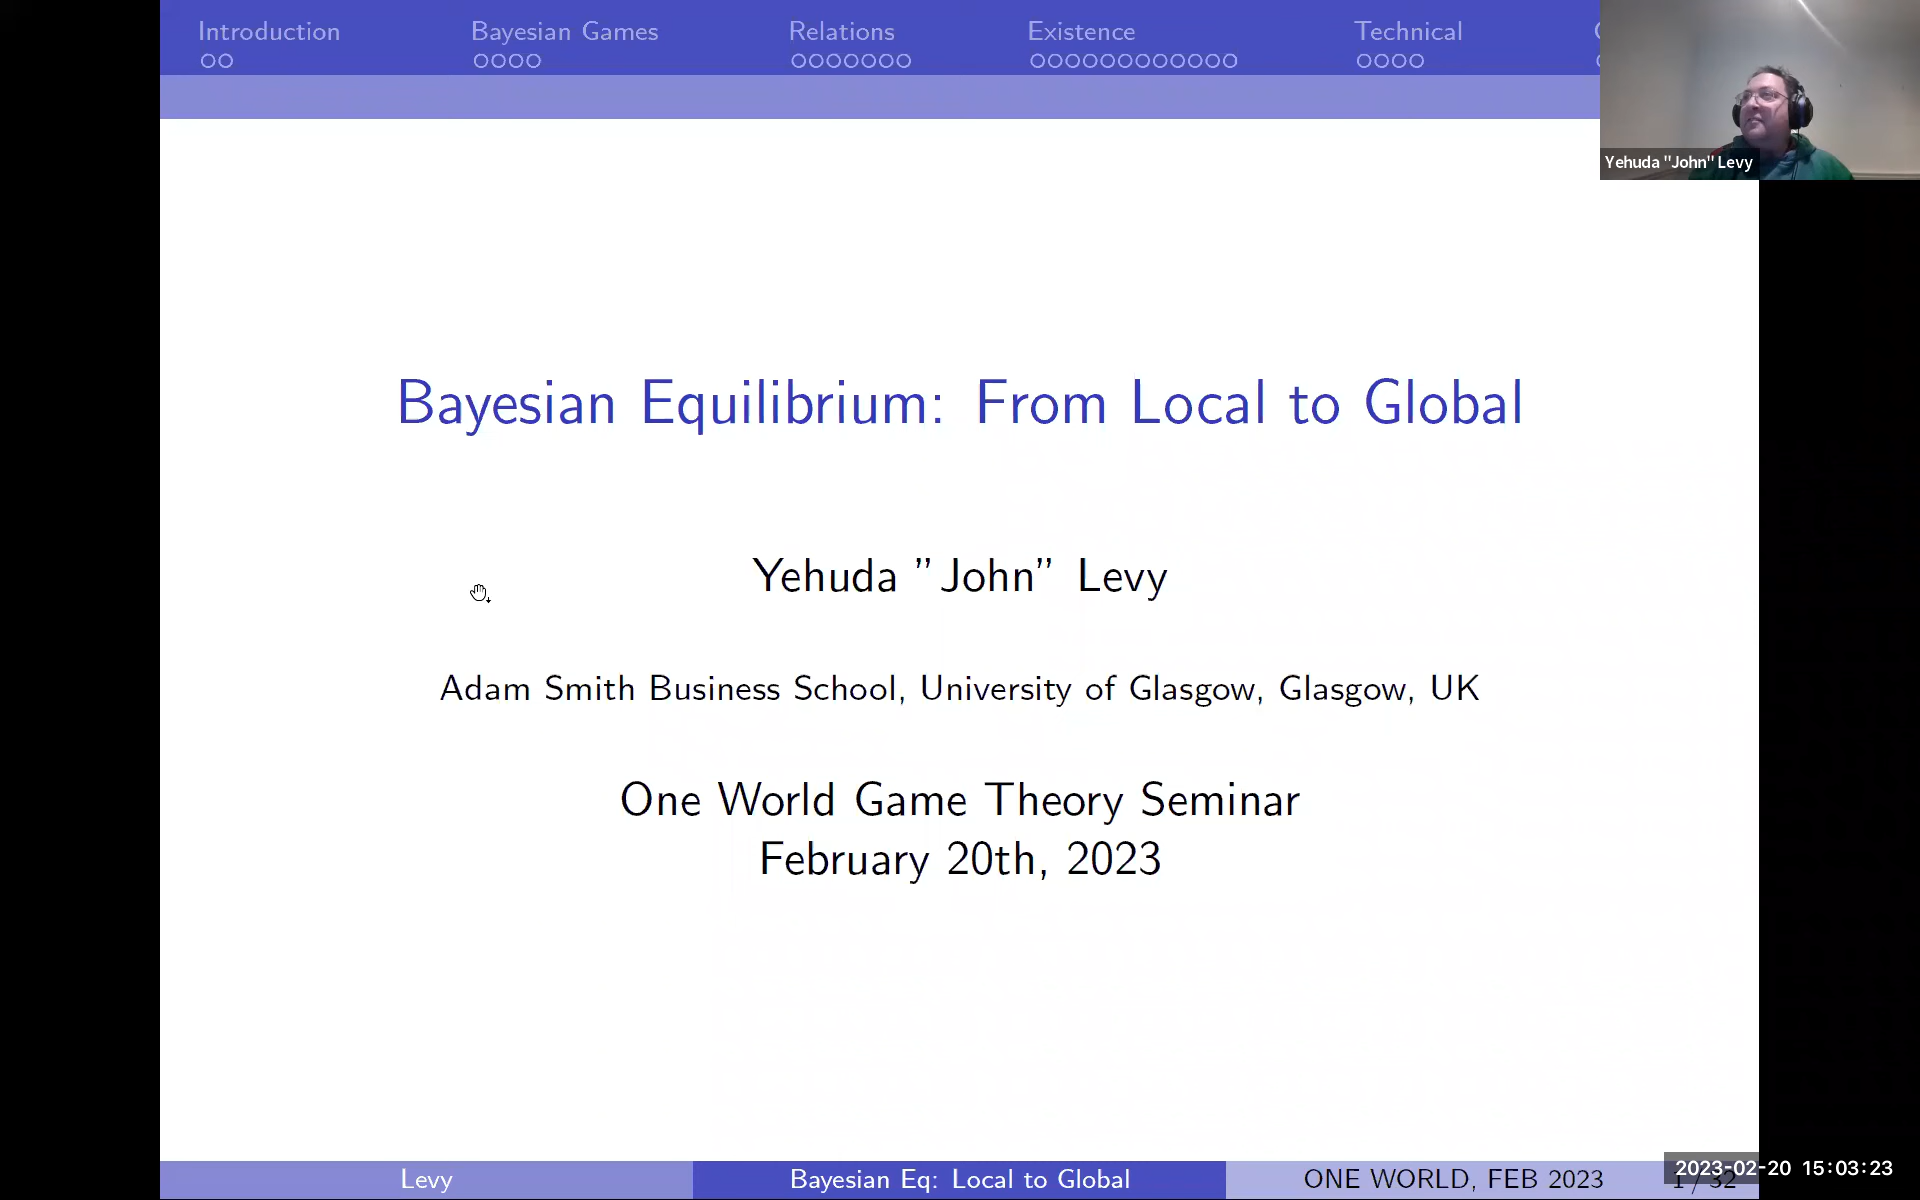 Introduction Bayesian Games Relations Existence Technical
Yehuda "John" Levy
Bayesian Equilibrium: From Local to Global
Yehuda ”John” Levy
Adam Smith Business School, University of Glasgow, Glasgow, UK
One World Game Theory Seminar
February 20th, 2023
Levy Bayesian Eq: Local to Global ONE WORLD, FEB 2023 1 / 32
2023-02-20 15:03:23